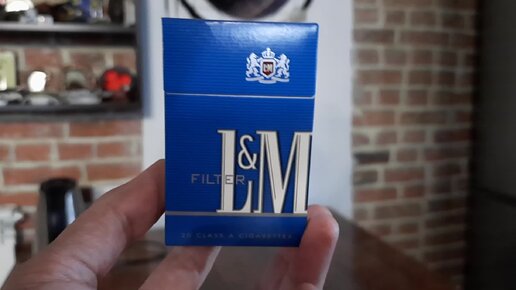 L&M
FILTER
20 CLASS A CIGARETTES